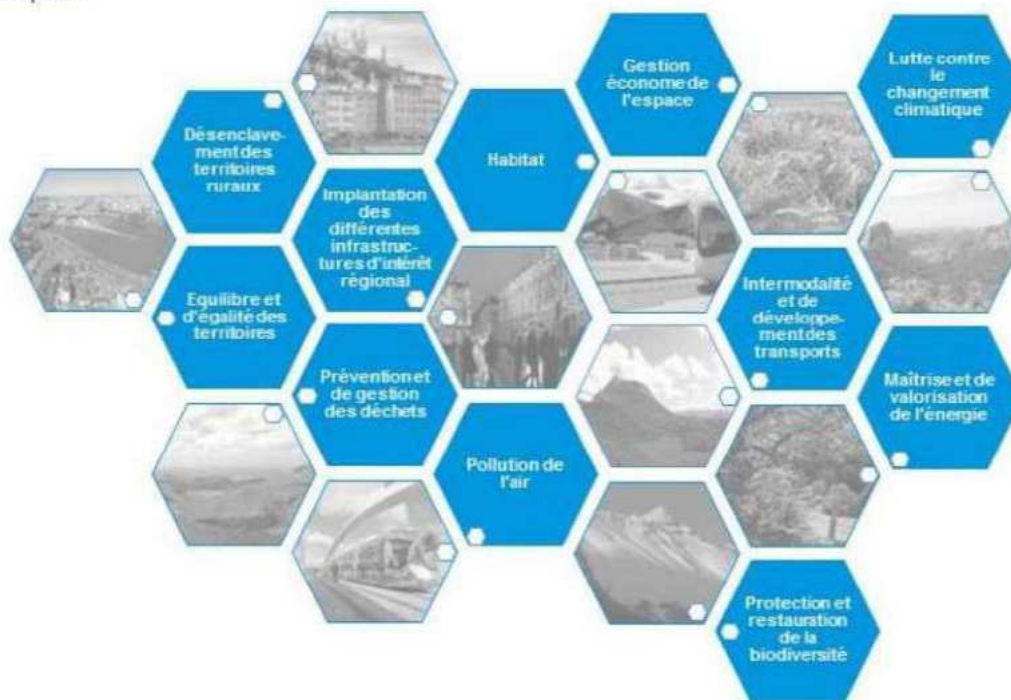 Gestion
économe de
l'espace
Lutte contre
le
changement
climatique
Désenclave-
ment des
territoires
ruraux
Habitat
Implantation
des
différentes
infrastruc-
tures d'intérêt
régional
Equilibre et
d'égalité des
territoires
Intermodalité
et de
développe-
ment des
transports
Prévention et
de gestion
des déchets
Maîtrise et de
valorisation
de l'énergie
Pollution de
l'air
Protection et
restauration
de la
biodiversité